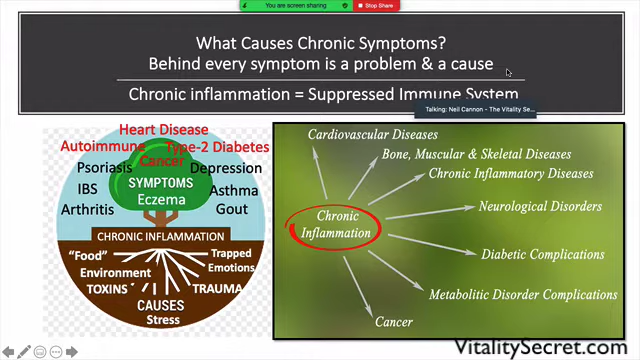 You are screen sharing
Stop Share
What Causes Chronic Symptoms?
Behind every symptom is a problem & a cause
Chronic inflammation = Suppressed Immune System
Talking: Neil Cannon - The Vitality Se...
Heart Disease
Autoimmune Type-2 Diabetes
Cancer
Psoriasis Depression
SYMPTOMS
IBS Asthma
Eczema
Arthritis Gout
CHRONIC INFLAMMATION
"Food" Trapped
Emotions
Environment
TOXINS TRAUMA
CAUSES
Stress
Cardiovascular Diseases
Bone, Muscular & Skeletal Diseases
Chronic Inflammatory Diseases
Chronic
Inflammation
Neurological Disorders
Diabetic Complications
Metabolitic Disorder Complications
Cancer
VitalitySecret.com